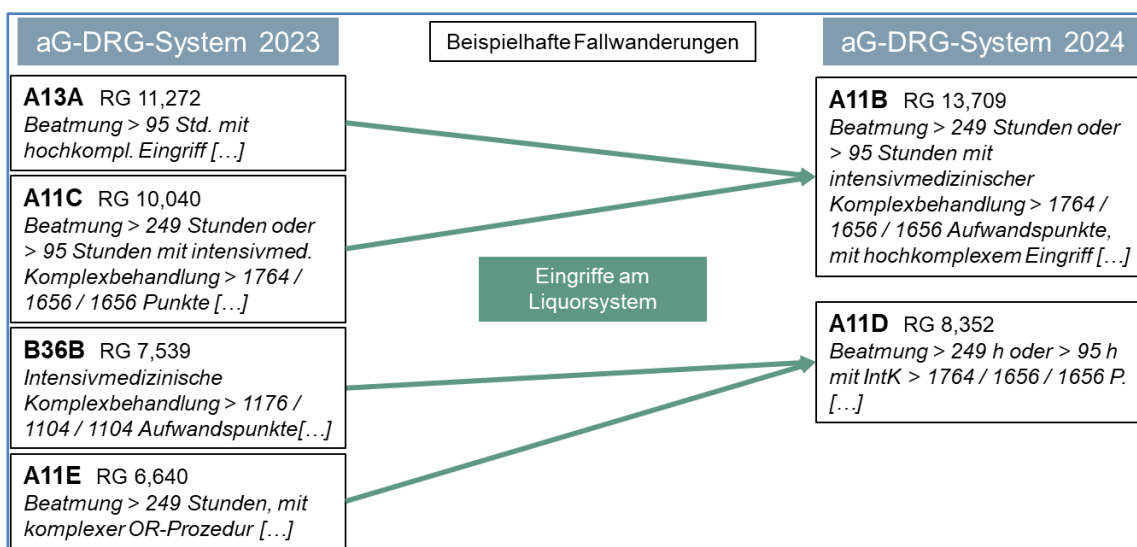 aG-DRG-System 2023
Beispielhafte Fallwanderungen
aG-DRG-System 2024
A13A RG 11,272
Beatmung > 95 Std. mit
hochkompl. Eingriff […]
A11C RG 10,040
Beatmung > 249 Stunden oder
> 95 Stunden mit intensivmed.
Komplexbehandlung > 1764 /
1656 / 1656 Punkte […]
B36B RG 7,539
Intensivmedizinische
Komplexbehandlung > 1176 /
1104 / 1104 Aufwandspunkte[…]
A11E RG 6,640
Beatmung > 249 Stunden, mit
komplexer OR-Prozedur […]
Eingriffe am
Liquorsystem
A11B RG 13,709
Beatmung > 249 Stunden oder
> 95 Stunden mit
intensivmedizinischer
Komplexbehandlung > 1764 /
1656 / 1656 Aufwandspunkte,
mit hochkomplexem Eingriff […]
A11D RG 8,352
Beatmung > 249 h oder > 95 h
mit IntK > 1764 / 1656 / 1656 P.
[…]